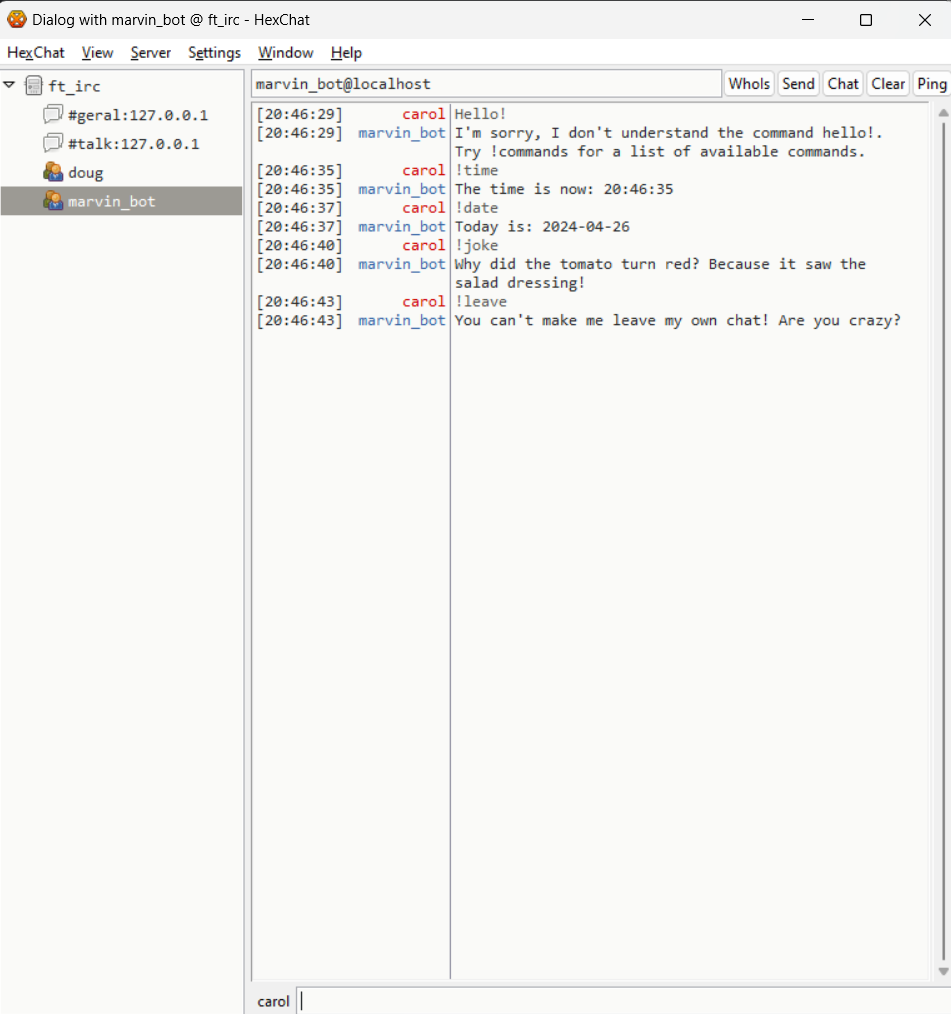 Dialog with marvin_bot @ ft_irc - HexChat
HexChat View Server Settings Window Help
ft_irc
#geral:127.0.0.1
#talk:127.0.0.1
doug
marvin_bot
marvin_bot@localhost WhoIs Send Chat Clear Ping
[20:46:29] carol Hello!
[20:46:29] marvin_bot I'm sorry, I don't understand the command hello!.
Try !commands for a list of available commands.
[20:46:35] carol !time
[20:46:35] marvin_bot The time is now: 20:46:35
[20:46:37] carol !date
[20:46:37] marvin_bot Today is: 2024-04-26
[20:46:40] carol !joke
[20:46:40] marvin_bot Why did the tomato turn red? Because it saw the
salad dressing!
[20:46:43] carol !leave
[20:46:43] marvin_bot You can't make me leave my own chat! Are you crazy?
carol